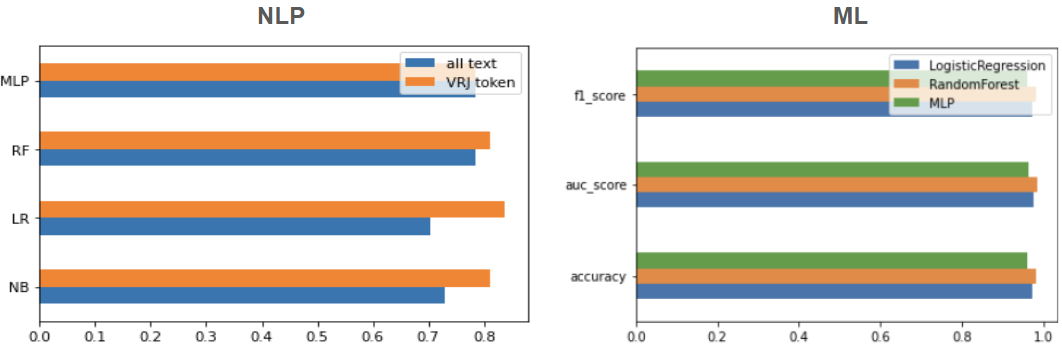 NLP
MLP
RF
LR
NB
all text
VRJ token
0.0 0.1 0.2 0.3 0.4 0.5 0.6 0.7 0.8
ML
f1_score
auc_score
accuracy
LogisticRegression
RandomForest
MLP
0.0 0.2 0.4 0.6 0.8 1.0